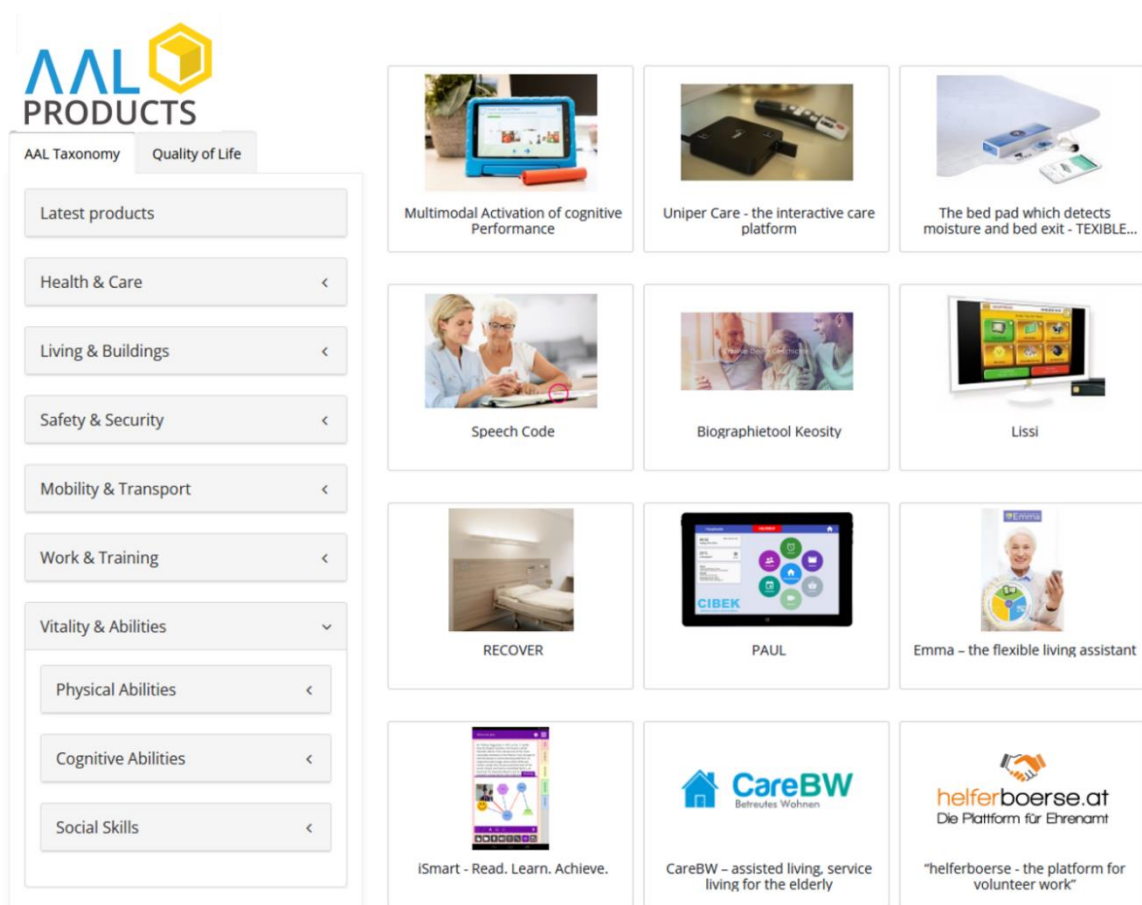 AAL
PRODUCTS
AAL Taxonomy
Quality of Life
Latest products
Health & Care
Living & Buildings
Safety & Security
Mobility & Transport
Work & Training
Vitality & Abilities
Physical Abilities
Cognitive Abilities
Social Skills
Multimodal Activation of cognitive
Performance
Uniper Care - the interactive care
platform
The bed pad which detects
moisture and bed exit - TEXIBLE...
Speech Code
Biographietool Keosity
Lissi
RECOVER
CIBEK
PAUL
Emma
Emma – the flexible living assistant
iSmart - Read. Learn. Achieve.
CareBW
Betreutes Wohnen
CareBW – assisted living, service
living for the elderly
helferboerse.at
Die Plattform für Ehrenamt
“helferboerse - the platform for
volunteer work”